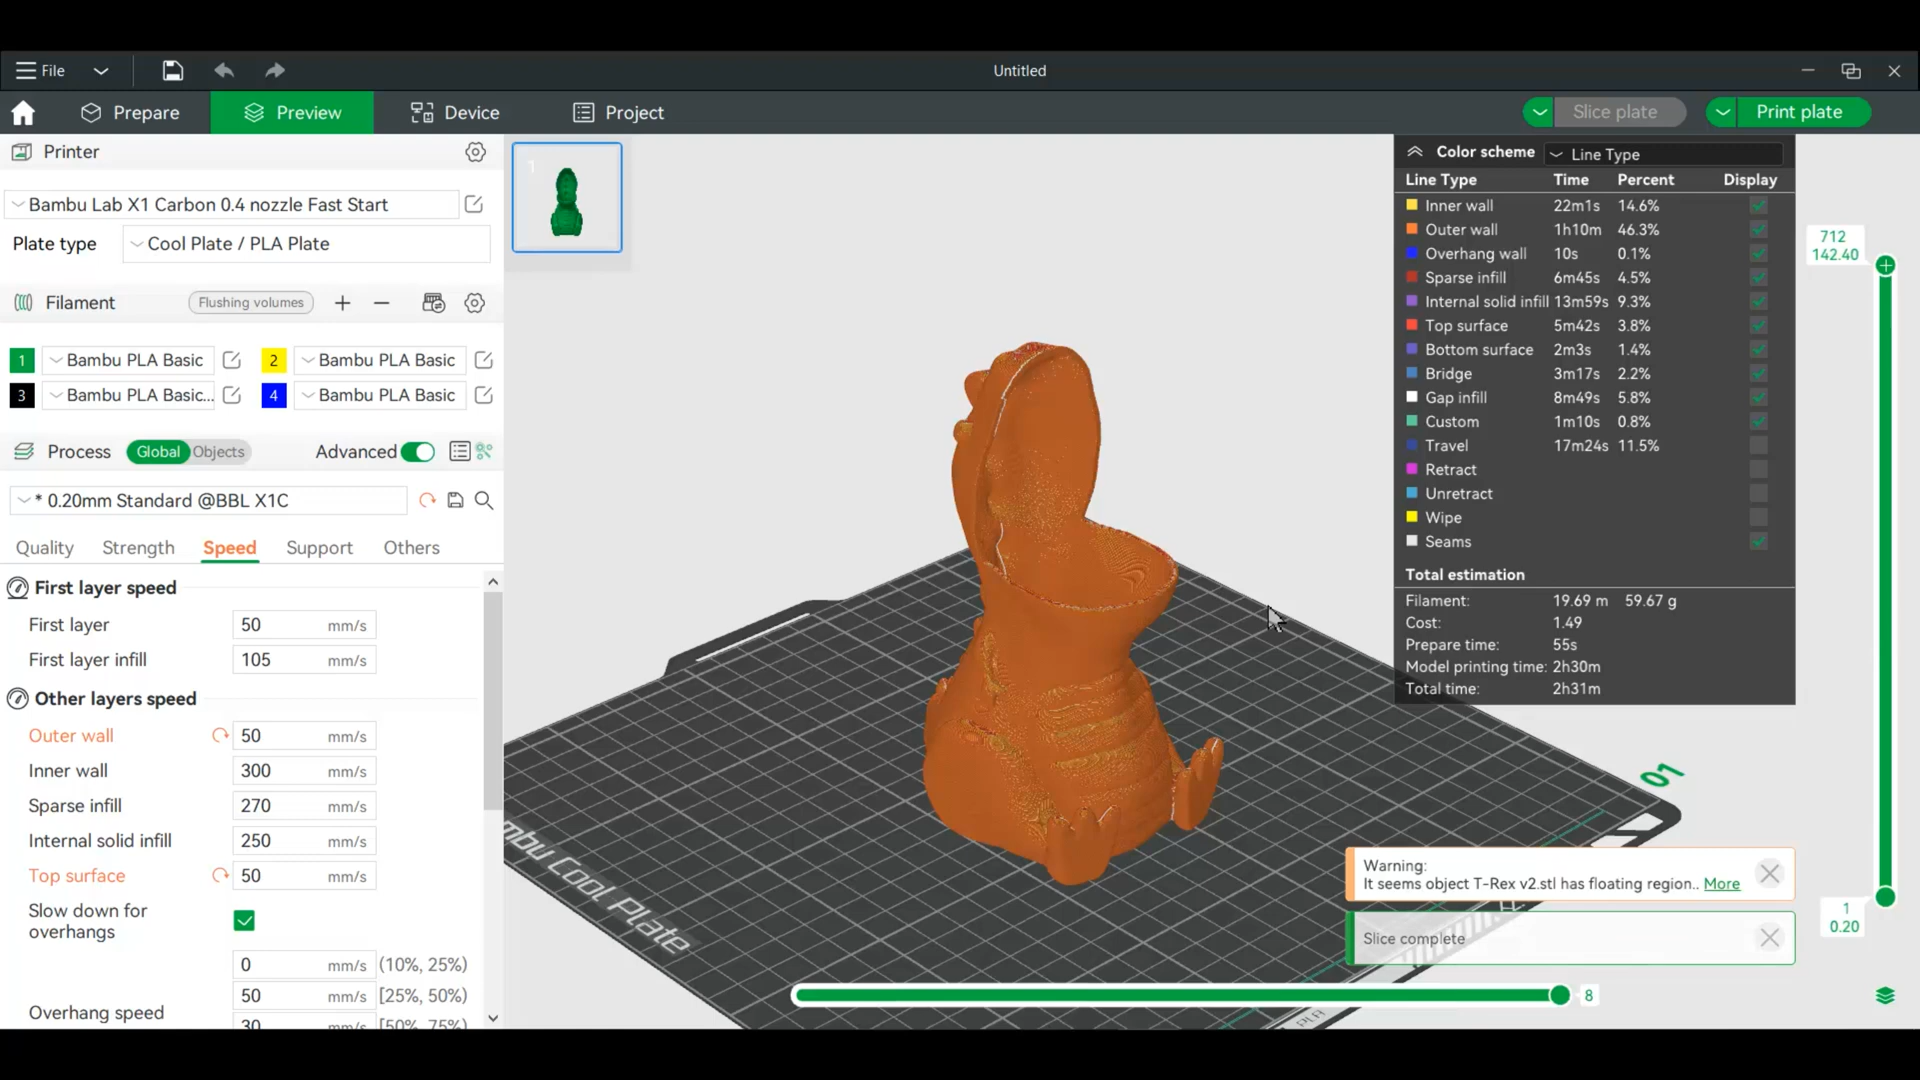 File
Untitled
Prepare
Preview
Device
Project
Slice plate
Print plate
Printer
Bambu Lab X1 Carbon 0.4 nozzle Fast Start
Plate type
Cool Plate / PLA Plate
Filament
Flushing volumes
1 Bambu PLA Basic
2 Bambu PLA Basic
3 Bambu PLA Basic...
4 Bambu PLA Basic
Process
Global Objects
Advanced
* 0.20mm Standard @BBL X1C
Quality Strength Speed Support Others
First layer speed
First layer 50 mm/s
First layer infill 105 mm/s
Other layers speed
Outer wall 50 mm/s
Inner wall 300 mm/s
Sparse infill 270 mm/s
Internal solid infill 250 mm/s
Top surface 50 mm/s
Slow down for
overhangs
0 mm/s (10%, 25%)
50 mm/s [25%, 50%)
Overhang speed
30 mm/s [50%, 75%)
1
Color scheme Line Type
Line Type Time Percent Display
Inner wall 22m1s 14.6%
Outer wall 1h10m 46.3%
Overhang wall 10s 0.1%
Sparse infill 6m45s 4.5%
Internal solid infill 13m59s 9.3%
Top surface 5m42s 3.8%
Bottom surface 2m3s 1.4%
Bridge 3m17s 2.2%
Gap infill 8m49s 5.8%
Custom 1m10s 0.8%
Travel 17m24s 11.5%
Retract
Unretract
Wipe
Seams
Total estimation
Filament: 19.69 m 59.67 g
Cost: 1.49
Prepare time: 55s
Model printing time: 2h30m
Total time: 2h31m
712
142.40
01
mbu Cool Plate
Warning:
It seems object T-Rex v2.stl has floating region.. More
Slice complete
1
0.20
8
PLA